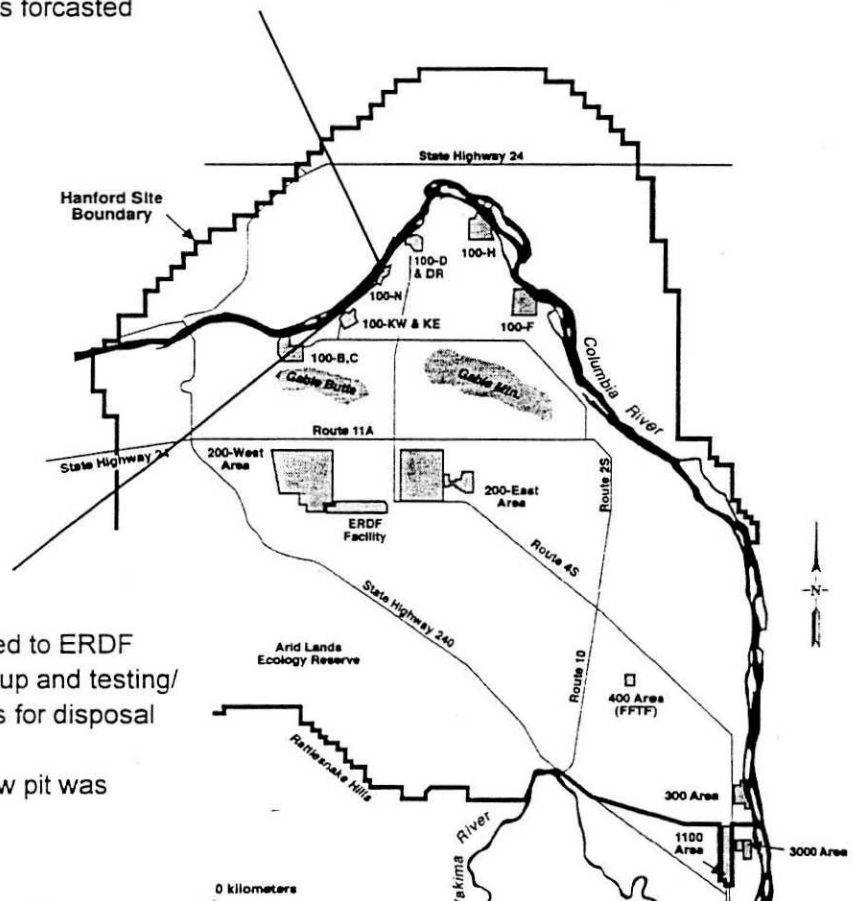 s forcasted
State Highway 24
Hanford Site
Boundary
100-H
100-D
& DR
100-N
100-F
100-KW & KE
100-B,C
Columbia River
Gable Butte
Gable Mtn.
Route 11A
State Highway 24
200-West
Area
200-East
Area
Route 2S
ERDF
Facility
Route 4S
-N-
State Highway 240
ed to ERDF
up and testing/
s for disposal
Arid Lands
Ecology Reserve
Route 10
400 Area
(FFTF)
Rattlesnake Hills
w pit was
300 Area
1100
Area
3000 Area
River
akima
0 kilometers